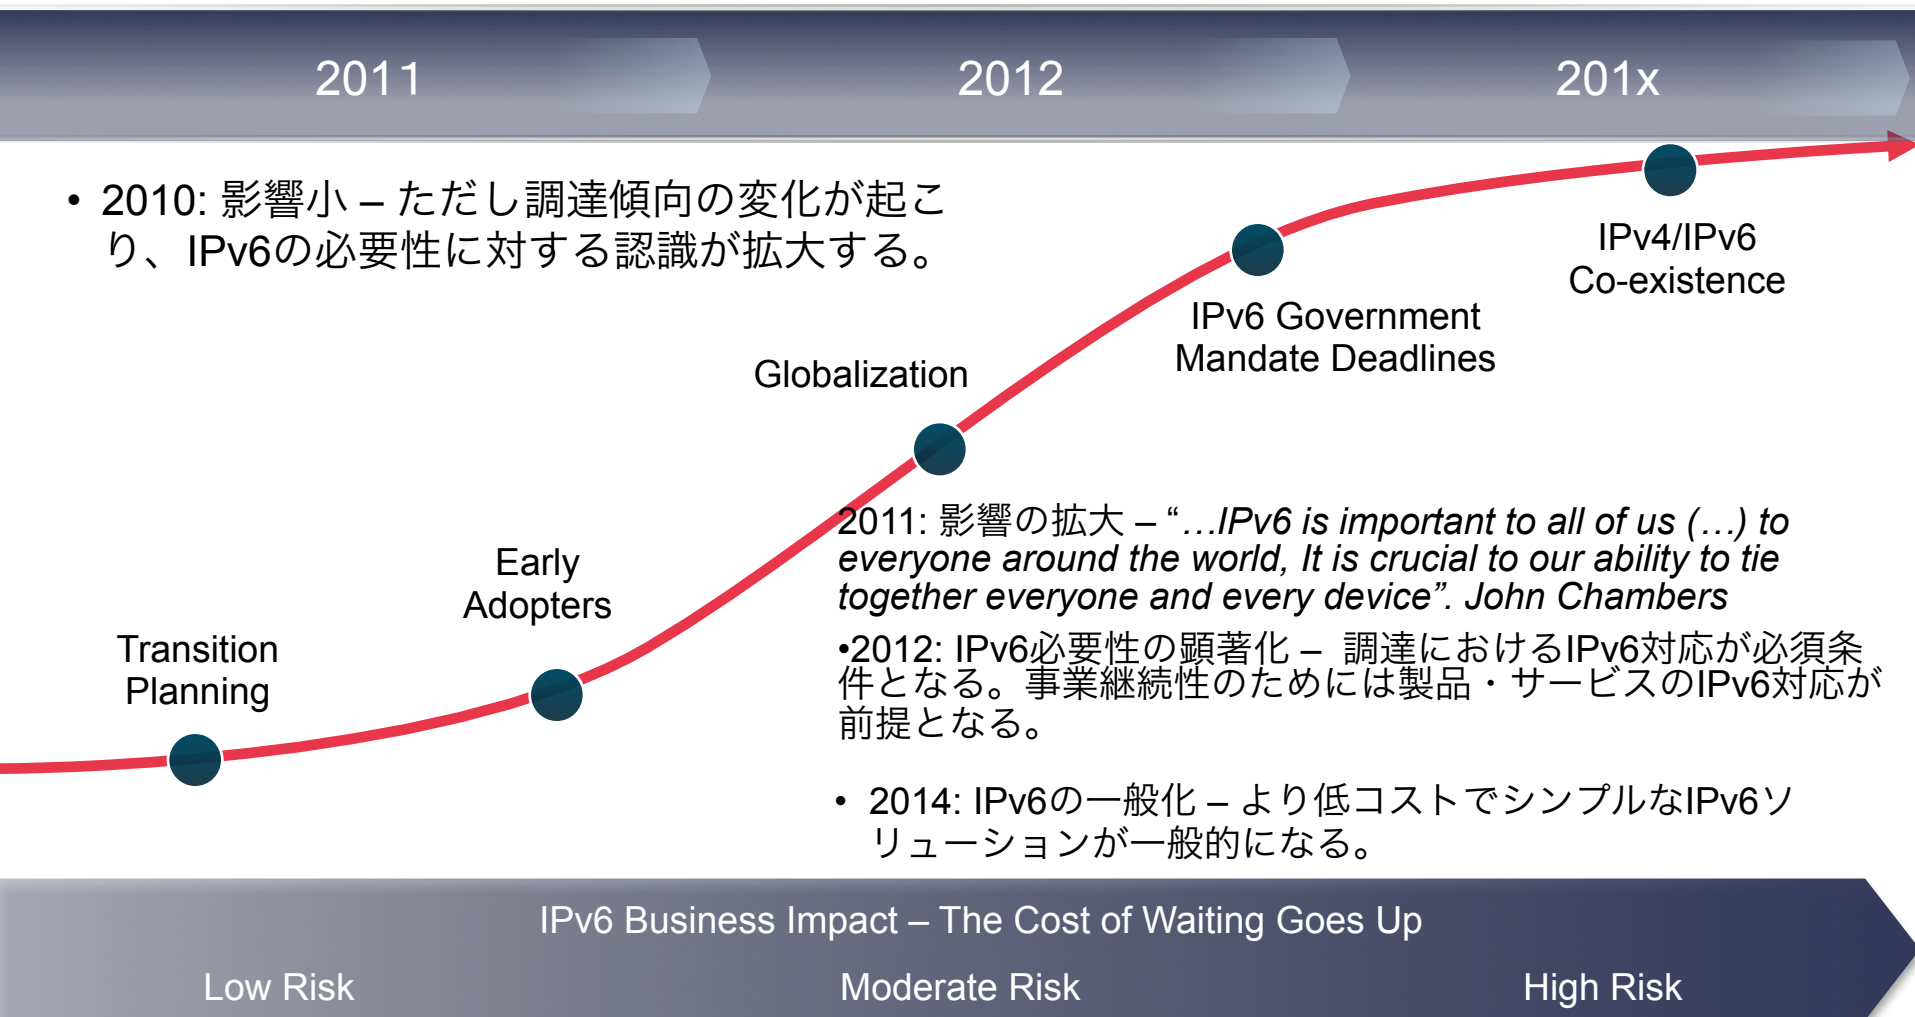 2011
2012
201x
• 2010: 影響小 – ただし調達傾向の変化が起こ
り、IPv6の必要性に対する認識が拡大する。
IPv4/IPv6
Co-existence
IPv6 Government
Mandate Deadlines
Globalization
Early
Adopters
Transition
Planning
2011: 影響の拡大 – “…IPv6 is important to all of us (…) to
everyone around the world, It is crucial to our ability to tie
together everyone and every device”. John Chambers
•2012: IPv6必要性の顕著化 – 調達におけるIPv6対応が必須条
件となる。事業継続性のためには製品・サービスのIPv6対応が
前提となる。
• 2014: IPv6の一般化 – より低コストでシンプルなIPv6ソ
リューションが一般的になる。
IPv6 Business Impact – The Cost of Waiting Goes Up
Low Risk
Moderate Risk
High Risk